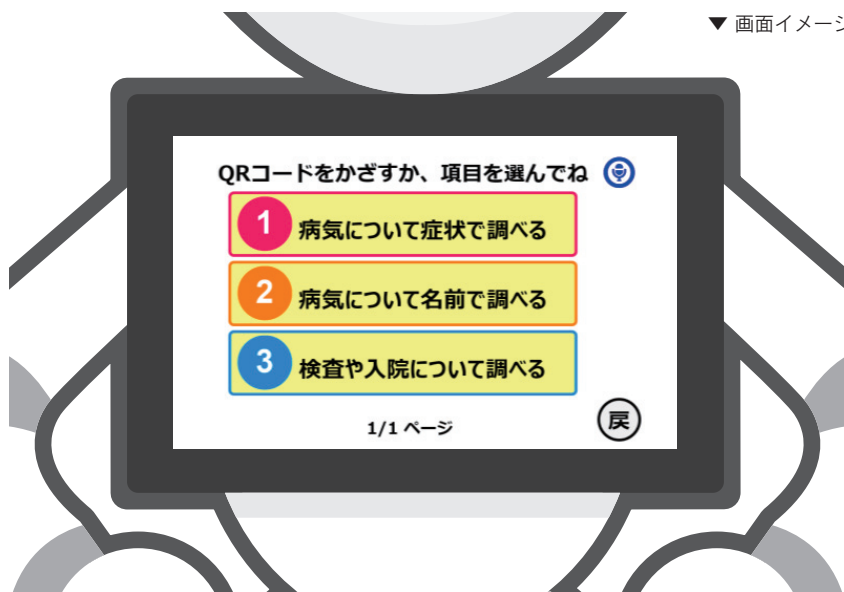 ▼ 画面イメージ
QRコードをかざすか、項目を選んでね
1 病気について症状で調べる
2 病気について名前で調べる
3 検査や入院について調べる
1/1 ページ
戻